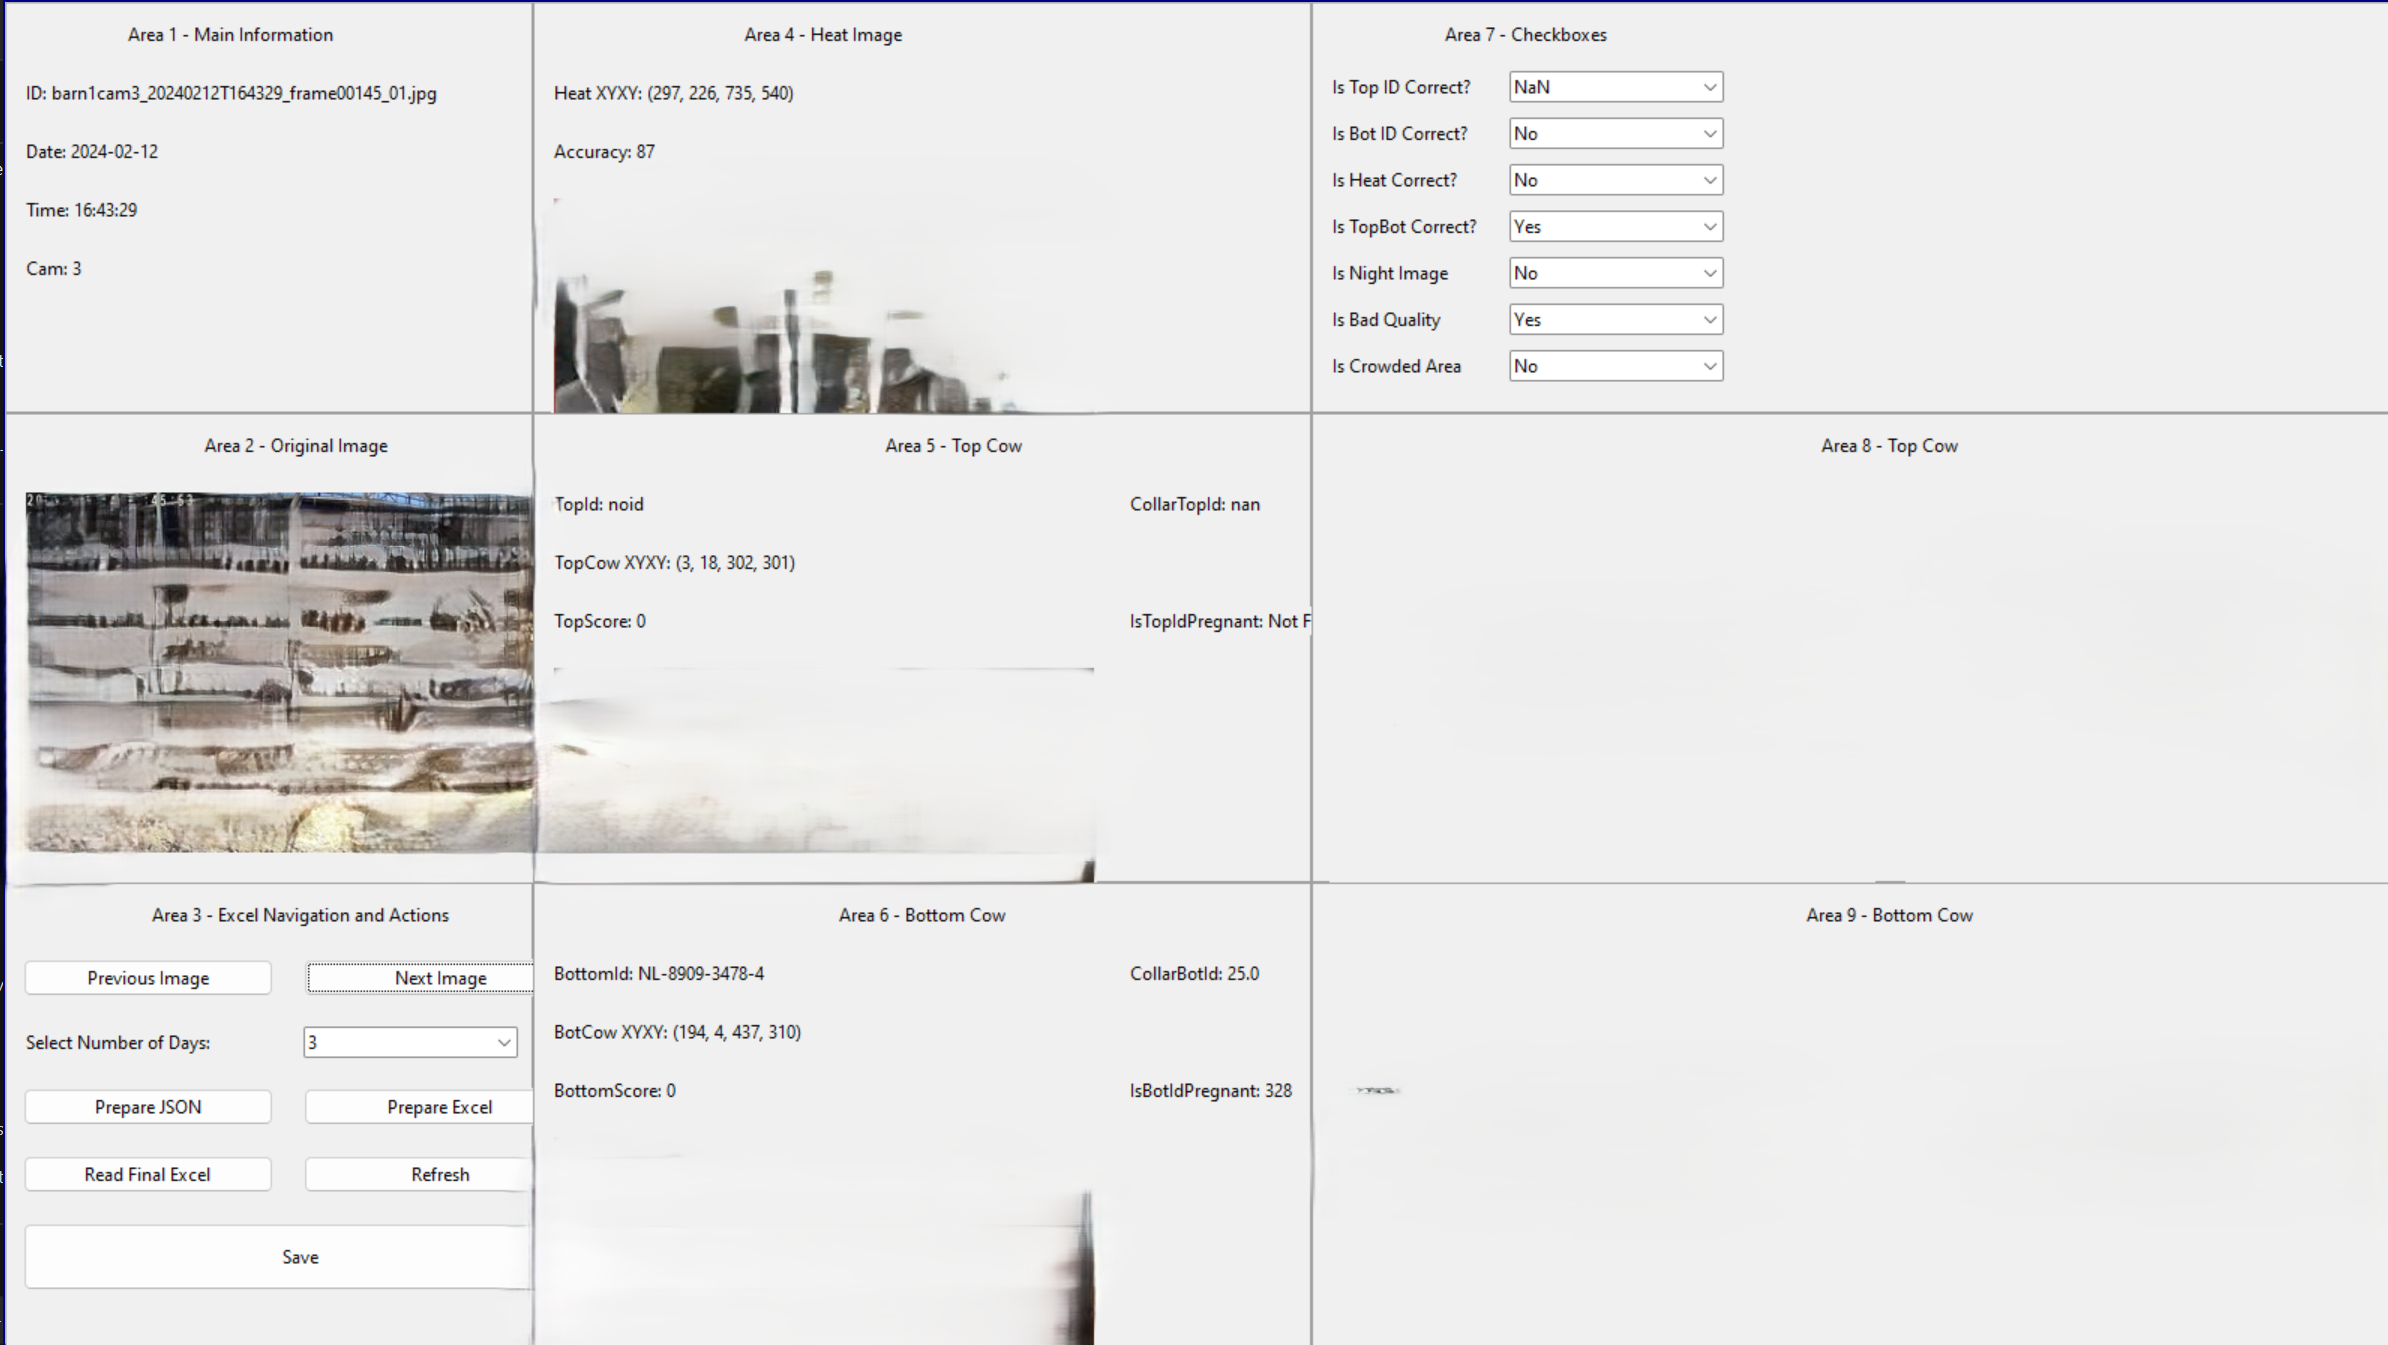 Area 1 - Main Information
ID: barn1cam3_20240212T164329_frame00145_01.jpg
Date: 2024-02-12
Time: 16:43:29
Cam: 3
Area 4 - Heat Image
Heat XYXY: (297, 226, 735, 540)
Accuracy: 87
Area 7 - Checkboxes
Is Top ID Correct? NaN
Is Bot ID Correct? No
Is Heat Correct? No
Is TopBot Correct? Yes
Is Night Image No
Is Bad Quality Yes
Is Crowded Area No
Area 2 - Original Image
Area 5 - Top Cow
TopId: noid
CollarTopId: nan
TopCow XYXY: (3, 18, 302, 301)
TopScore: 0
IsTopIdPregnant: Not F
Area 8 - Top Cow
Area 3 - Excel Navigation and Actions
Previous Image
Next Image
Select Number of Days: 3
Prepare JSON
Prepare Excel
Read Final Excel
Refresh
Save
Area 6 - Bottom Cow
BottomId: NL-8909-3478-4
CollarBotId: 25.0
BotCow XYXY: (194, 4, 437, 310)
BottomScore: 0
IsBotIdPregnant: 328
Area 9 - Bottom Cow